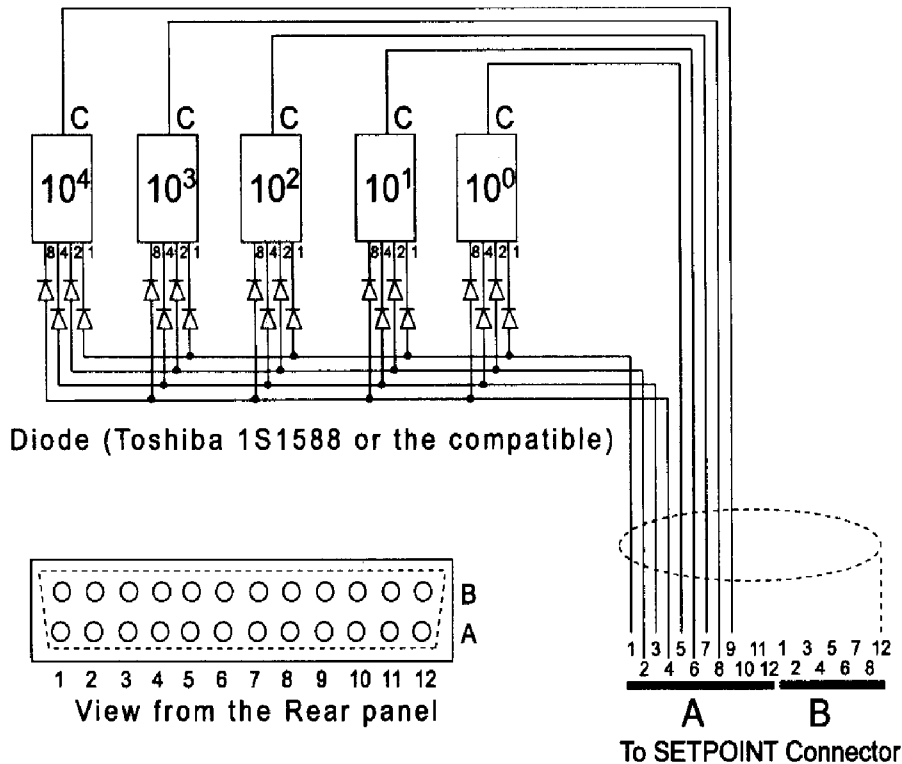 C C C C C
10⁴ 10³ 10² 10¹ 10⁰
8 4 2 1 8 4 2 1 8 4 2 1 8 4 2 1 8 4 2 1
Diode (Toshiba 1S1588 or the compatible)
B
A
1 2 3 4 5 6 7 8 9 10 11 12
View from the Rear panel
1 3 5 7 9 11 1 3 5 7 12
2 4 6 8 10 12 2 4 6 8
A B
To SETPOINT Connector